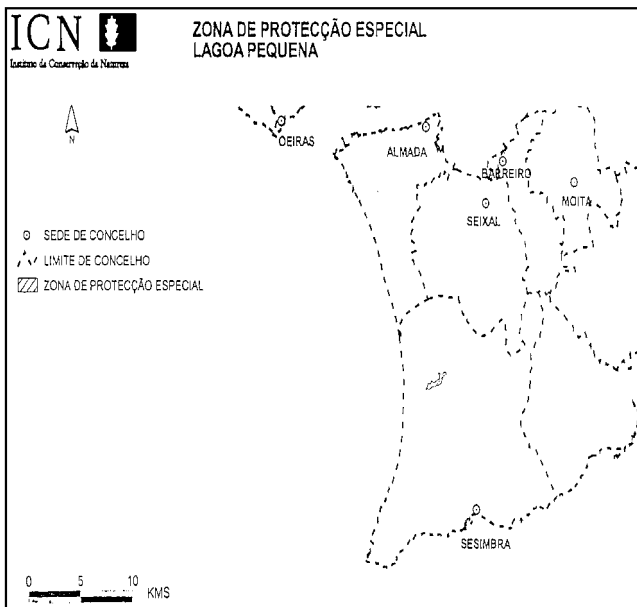 ICN
Instituto da Conservação da Natureza
ZONA DE PROTECÇÃO ESPECIAL
LAGOA PEQUENA
N
OEIRAS
ALMADA
BARREIRO
MOITA
SEIXAL
SEDE DE CONCELHO
LIMITE DE CONCELHO
ZONA DE PROTECÇÃO ESPECIAL
SESIMBRA
0 5 10 KMS